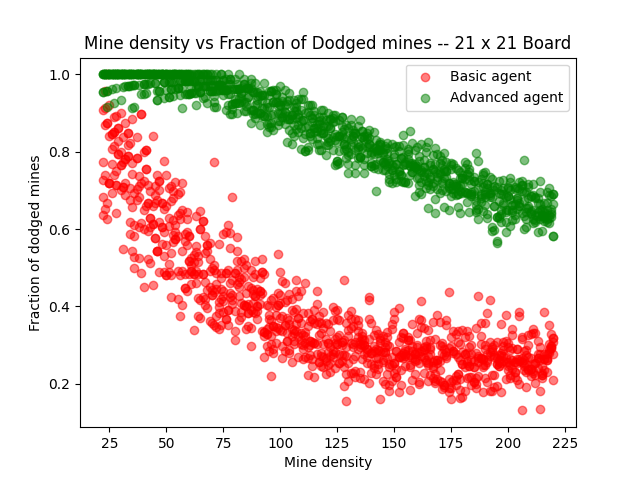 Mine density vs Fraction of Dodged mines -- 21 x 21 Board
Basic agent
Advanced agent
Fraction of dodged mines
1.0
0.8
0.6
0.4
0.2
25 50 75 100 125 150 175 200 225
Mine density